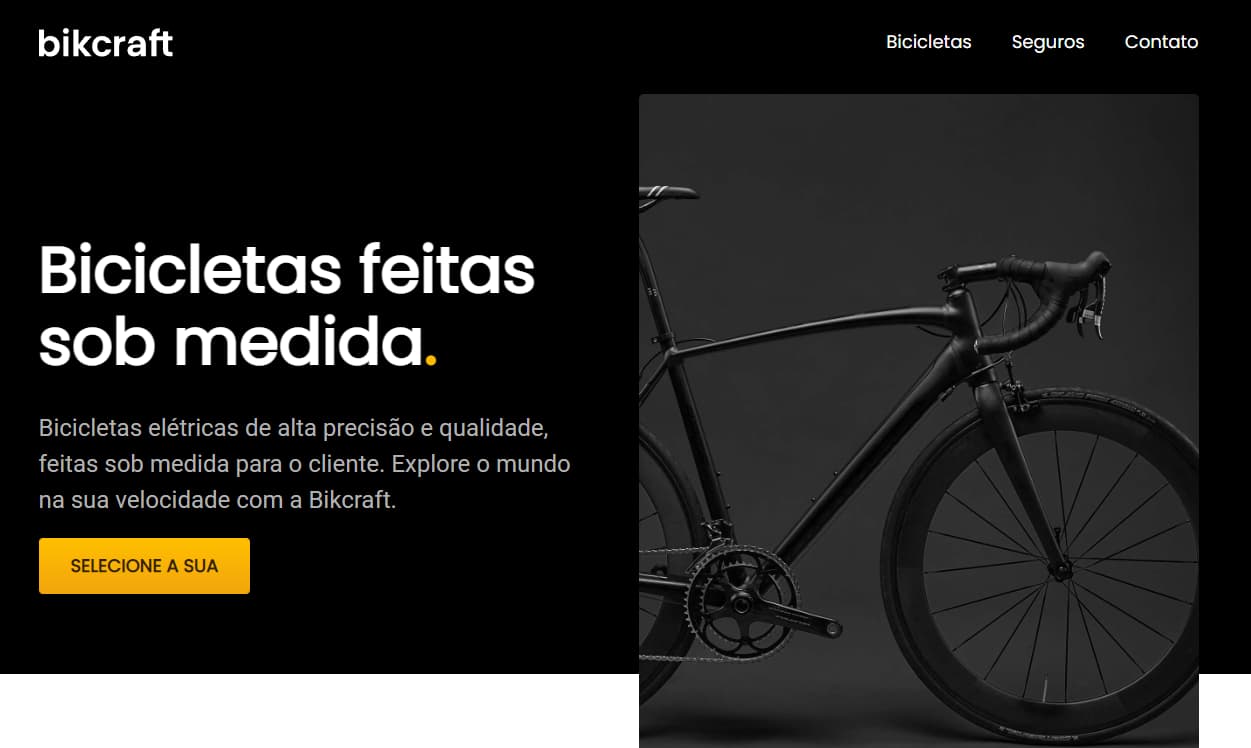 bikcraft
Bicicletas Seguros Contato
Bicicletas feitas
sob medida.
Bicicletas elétricas de alta precisão e qualidade,
feitas sob medida para o cliente. Explore o mundo
na sua velocidade com a Bikcraft.
SELECIONE A SUA